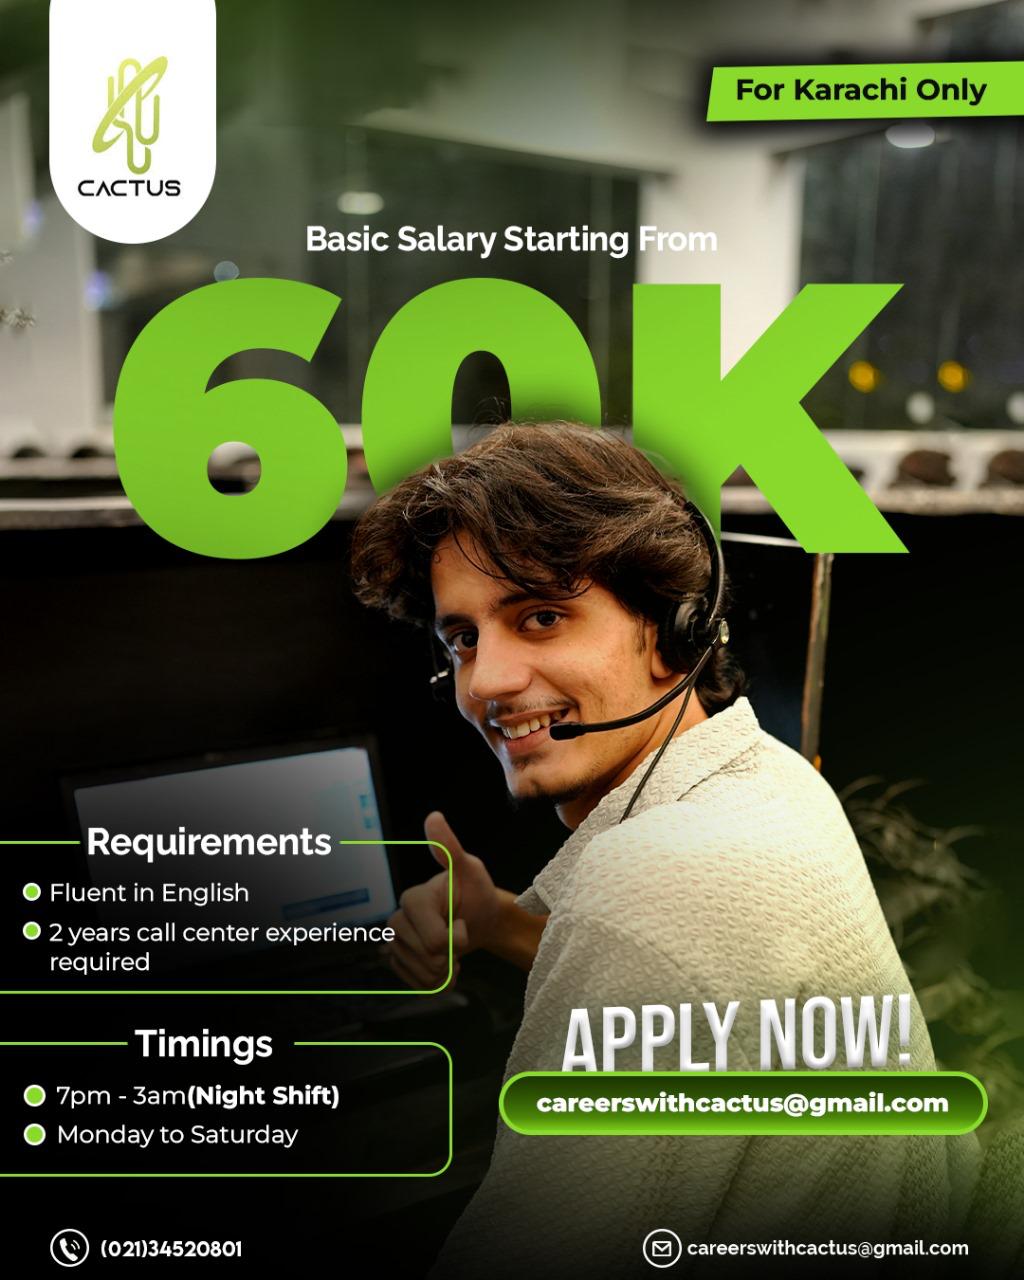 CACTUS
For Karachi Only
Basic Salary Starting From
60K
Requirements
Fluent in English
2 years call center experience
required
Timings
7pm - 3am(Night Shift)
Monday to Saturday
APPLY NOW!
careerswithcactus@gmail.com
(021)34520801
careerswithcactus@gmail.com